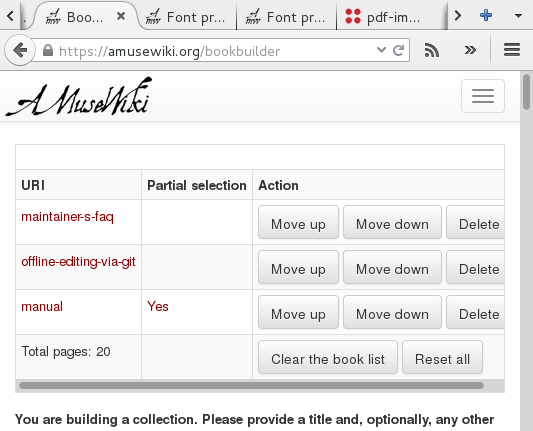 Boo... Font pr... Font pr... pdf-im...
https://amusewiki.org/bookbuilder
AMuseWiki
URI Partial selection Action
maintainer-s-faq Move up Move down Delete
offline-editing-via-git Move up Move down Delete
manual Yes Move up Move down Delete
Total pages: 20 Clear the book list Reset all
You are building a collection. Please provide a title and, optionally, any other